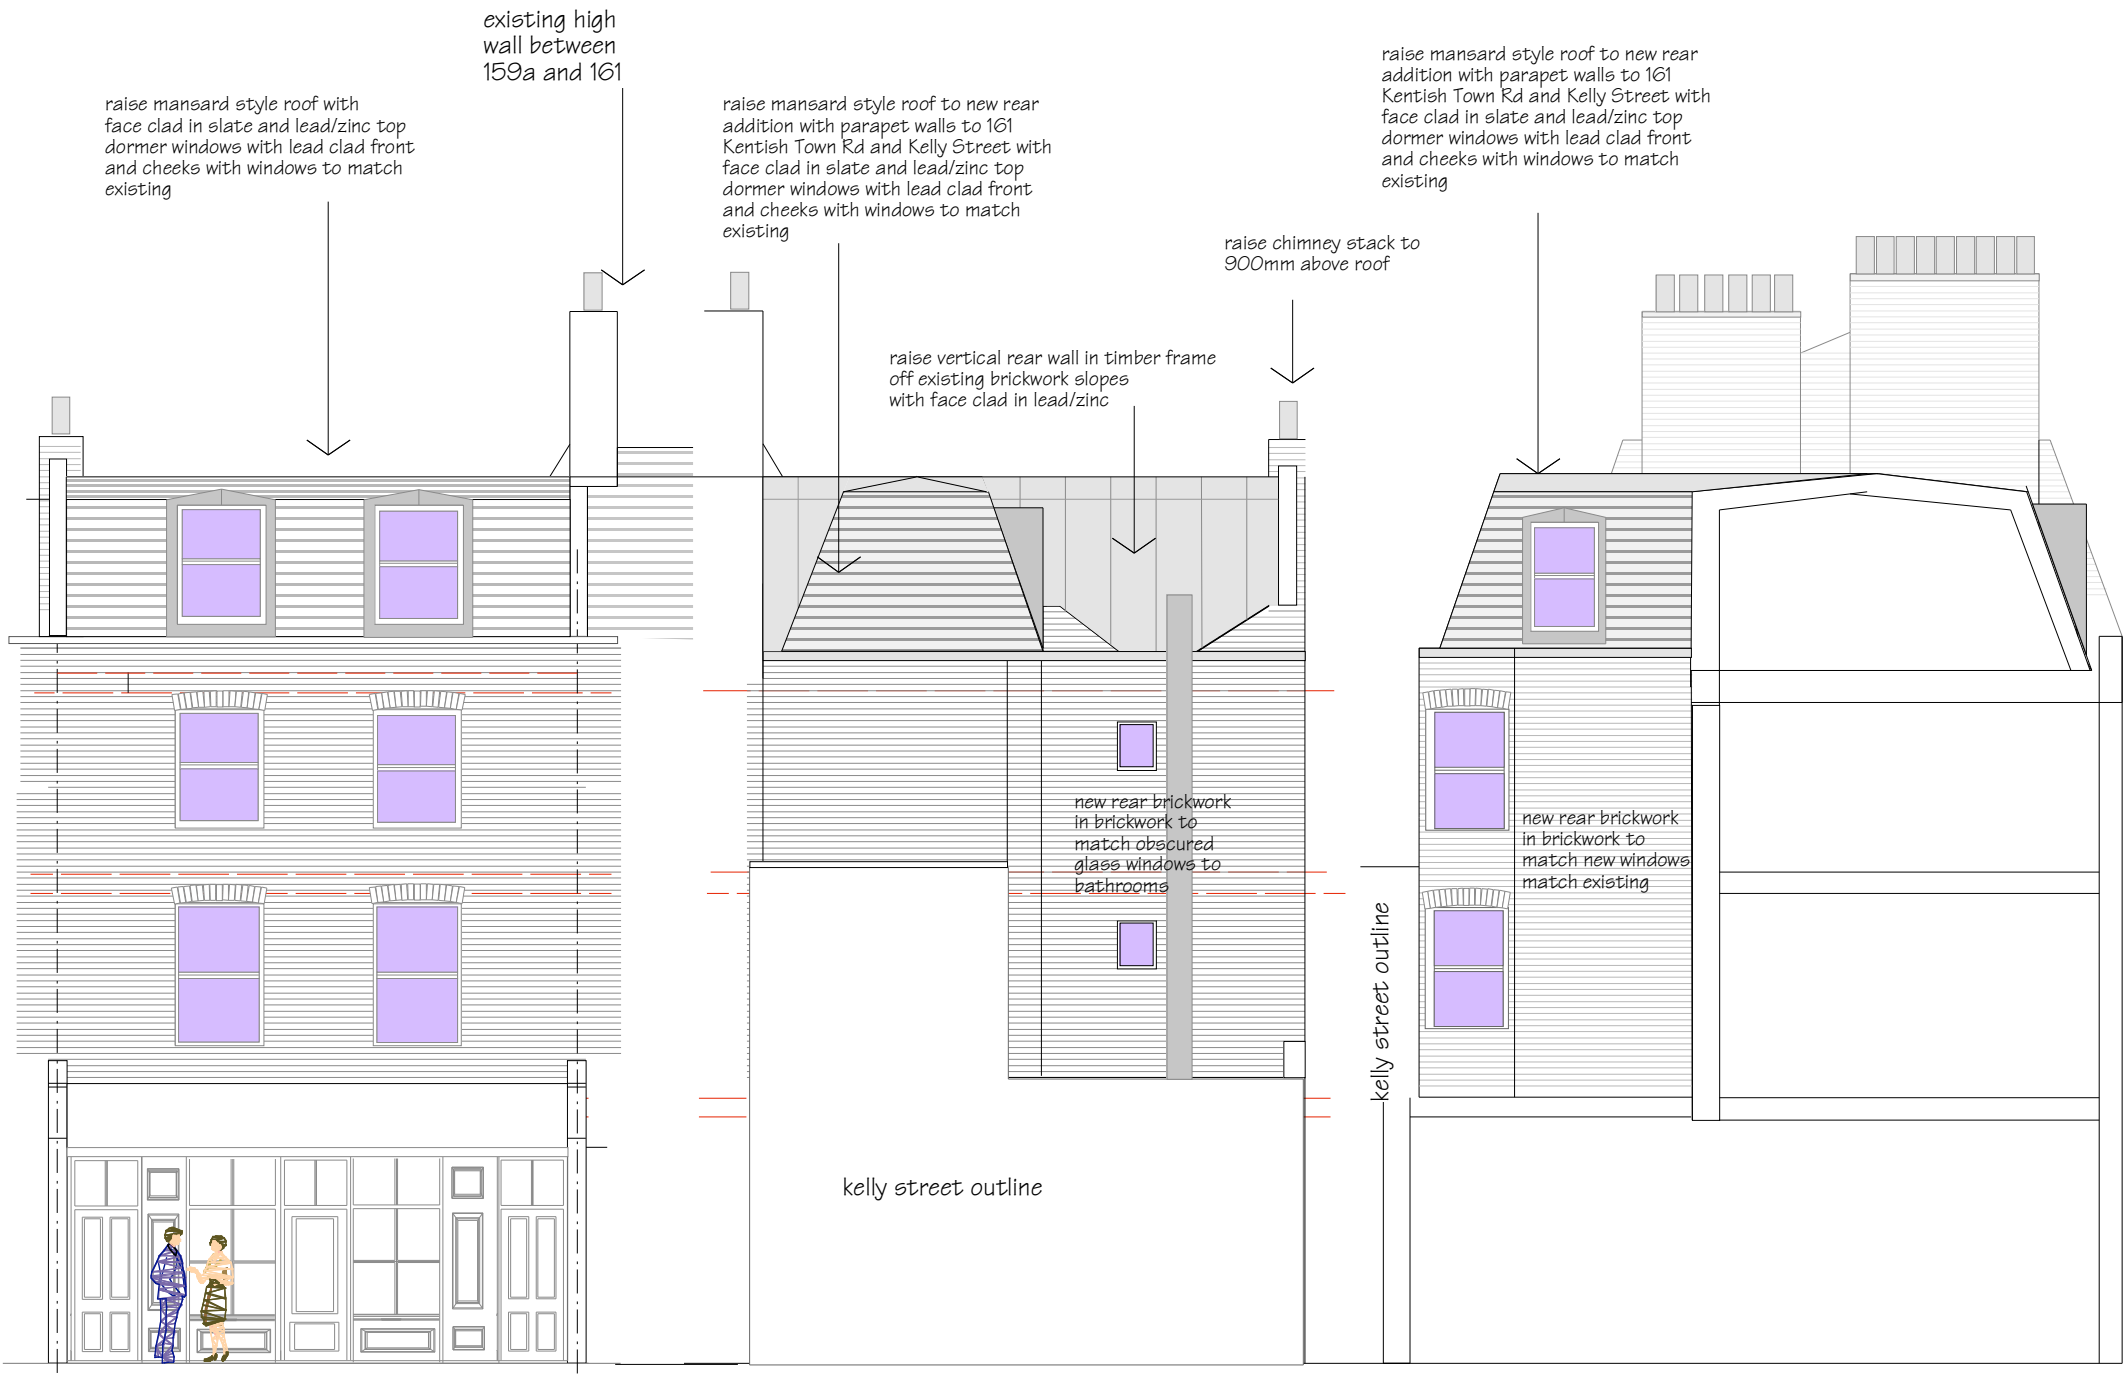 existing high
wall between
159a and 161
raise mansard style roof with
face clad in slate and lead/zinc top
dormer windows with lead clad front
and cheeks with windows to match
existing
raise mansard style roof to new rear
addition with parapet walls to 161
Kentish Town Rd and Kelly Street with
face clad in slate and lead/zinc top
dormer windows with lead clad front
and cheeks with windows to match
existing
raise mansard style roof to new rear
addition with parapet walls to 161
Kentish Town Rd and Kelly Street with
face clad in slate and lead/zinc top
dormer windows with lead clad front
and cheeks with windows to match
existing
raise chimney stack to
900mm above roof
raise vertical rear wall in timber frame
off existing brickwork slopes
with face clad in lead/zinc
new rear brickwork
in brickwork to
match obscured
glass windows to
bathrooms
new rear brickwork
in brickwork to
match new windows
match existing
kelly street outline
kelly street outline